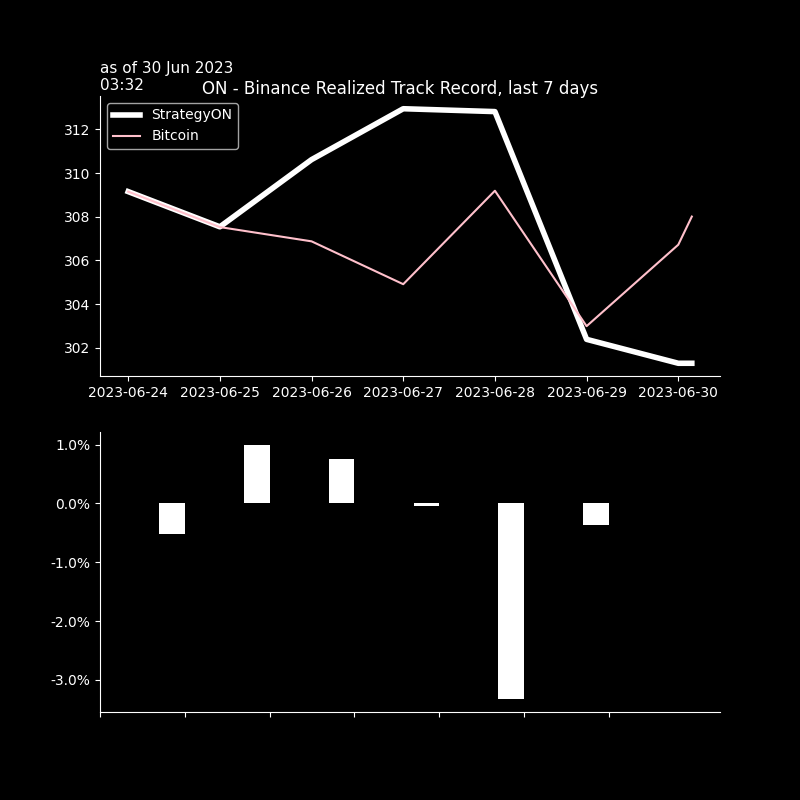 as of 30 Jun 2023
03:32
ON - Binance Realized Track Record, last 7 days
StrategyON
Bitcoin
312
310
308
306
304
302
2023-06-24 2023-06-25 2023-06-26 2023-06-27 2023-06-28 2023-06-29 2023-06-30
1.0%
0.0%
-1.0%
-2.0%
-3.0%